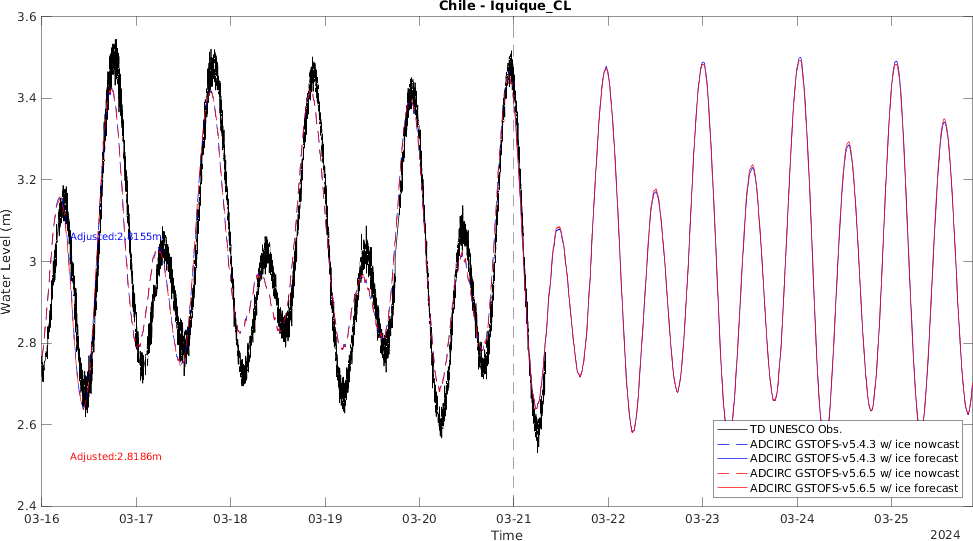 Chile - Iquique_CL
Water Level (m)
3.6
3.4
3.2
3
2.8
2.6
2.4
Adjusted:2.8155m
Adjusted:2.8186m
TD UNESCO Obs.
ADCIRC GSTOFS-v5.4.3 w/ ice nowcast
ADCIRC GSTOFS-v5.4.3 w/ ice forecast
ADCIRC GSTOFS-v5.6.5 w/ ice nowcast
ADCIRC GSTOFS-v5.6.5 w/ ice forecast
03-16 03-17 03-18 03-19 03-20 03-21 03-22 03-23 03-24 03-25
Time
2024